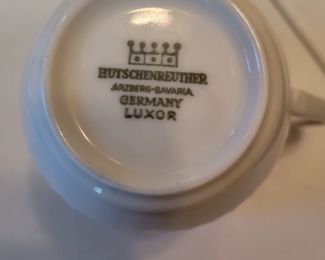 HUTSCHENREUTHER
ARZBERG-BAVARIA
GERMANY
LUXOR